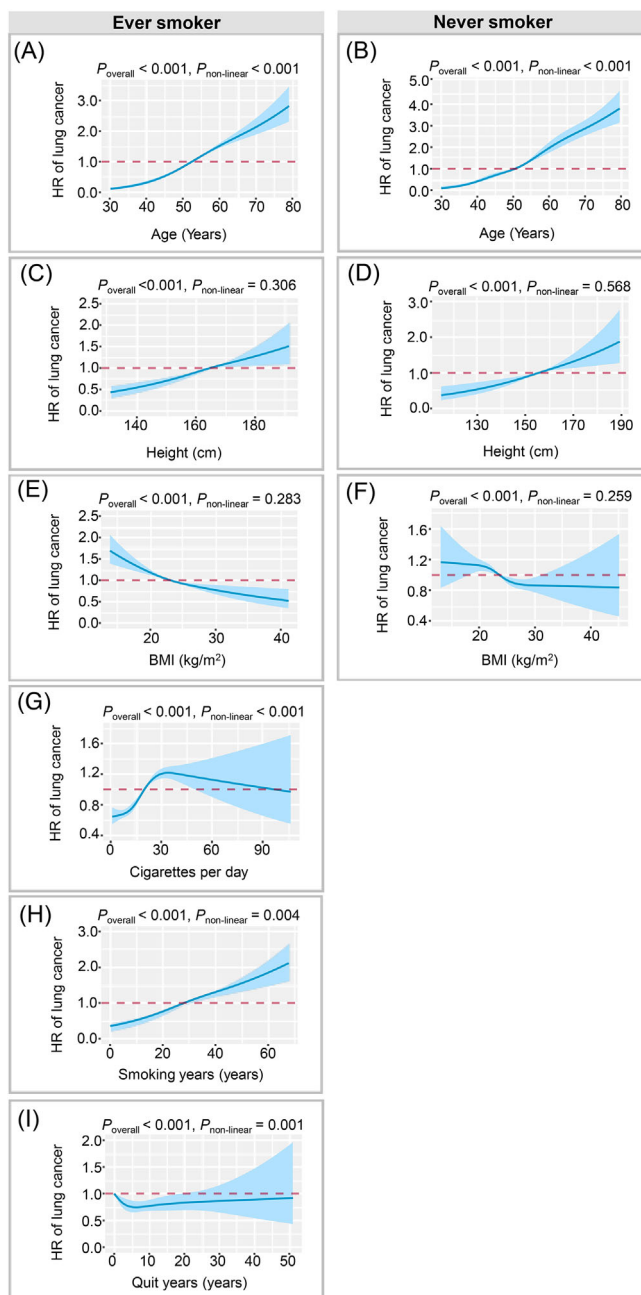 Ever smoker
Never smoker
(A)
P overall < 0.001, P non-linear < 0.001
HR of lung cancer
3.0
2.0
1.0
0.0
30 40 50 60 70 80
Age (Years)
(B)
P overall < 0.001, P non-linear < 0.001
HR of lung cancer
5.0
4.0
3.0
2.0
1.0
0.0
30 40 50 60 70 80
Age (Years)
(C)
P overall <0.001, P non-linear = 0.306
HR of lung cancer
2.5
2.0
1.5
1.0
0.5
0.0
140 160 180
Height (cm)
(D)
P overall < 0.001, P non-linear = 0.568
HR of lung cancer
3.0
2.0
1.0
0.0
130 150 170 190
Height (cm)
(E)
P overall < 0.001, P non-linear = 0.283
HR of lung cancer
2.5
2.0
1.5
1.0
0.5
0.0
20 30 40
BMI (kg/m²)
(F)
P overall < 0.001, P non-linear = 0.259
HR of lung cancer
1.6
1.2
0.8
0.4
20 30 40
BMI (kg/m²)
(G)
P overall < 0.001, P non-linear < 0.001
HR of lung cancer
1.6
1.2
0.8
0.4
0 30 60 90
Cigarettes per day
(H)
P overall < 0.001, P non-linear = 0.004
HR of lung cancer
2.0
1.0
0.0
0 20 40 60
Smoking years (years)
(I)
P overall < 0.001, P non-linear = 0.001
HR of lung cancer
2.0
1.5
1.0
0.5
0.0
0 10 20 30 40 50
Quit years (years)